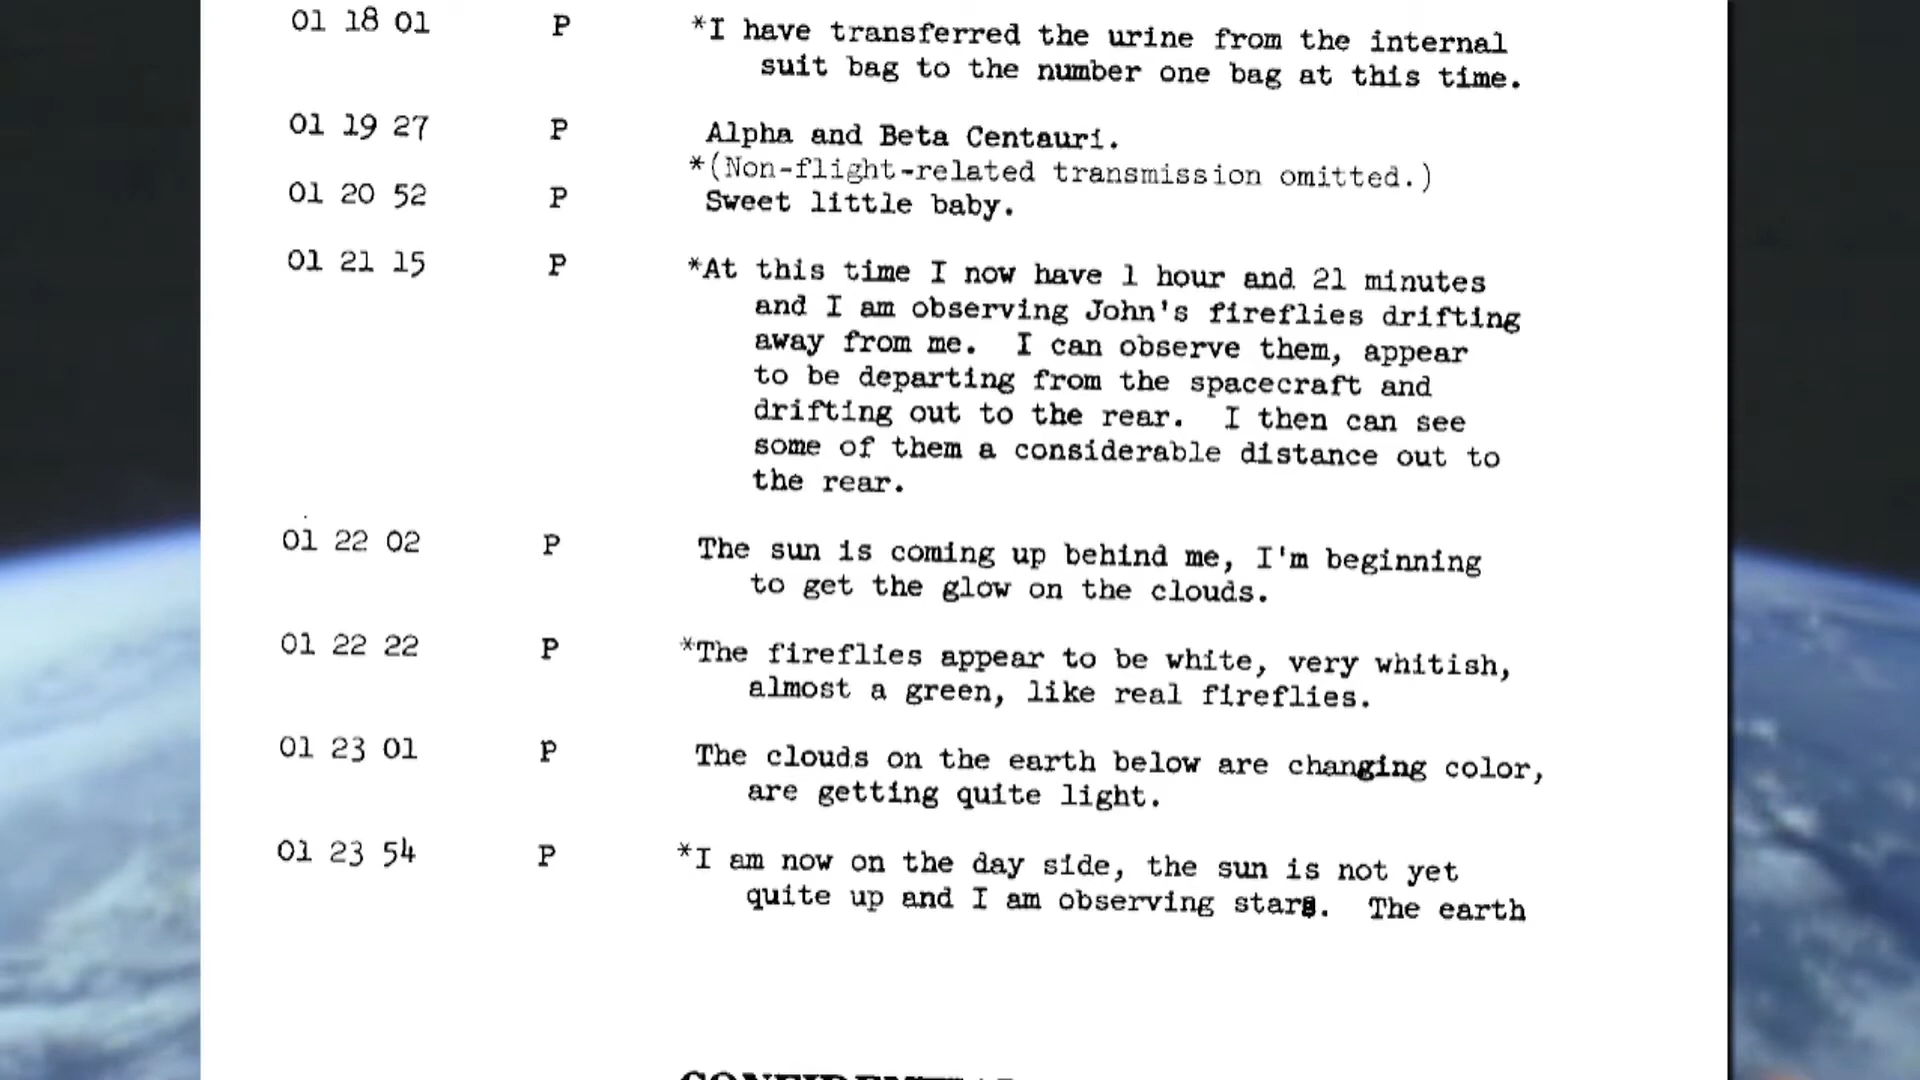 01 18 01 P *I have transferred the urine from the internal
suit bag to the number one bag at this time.
01 19 27 P Alpha and Beta Centauri.
*(Non-flight-related transmission omitted.)
01 20 52 P Sweet little baby.
01 21 15 P *At this time I now have 1 hour and 21 minutes
and I am observing John's fireflies drifting
away from me. I can observe them, appear
to be departing from the spacecraft and
drifting out to the rear. I then can see
some of them a considerable distance out to
the rear.
01 22 02 P The sun is coming up behind me, I'm beginning
to get the glow on the clouds.
01 22 22 P *The fireflies appear to be white, very whitish,
almost a green, like real fireflies.
01 23 01 P The clouds on the earth below are changing color,
are getting quite light.
01 23 54 P *I am now on the day side, the sun is not yet
quite up and I am observing stars. The earth